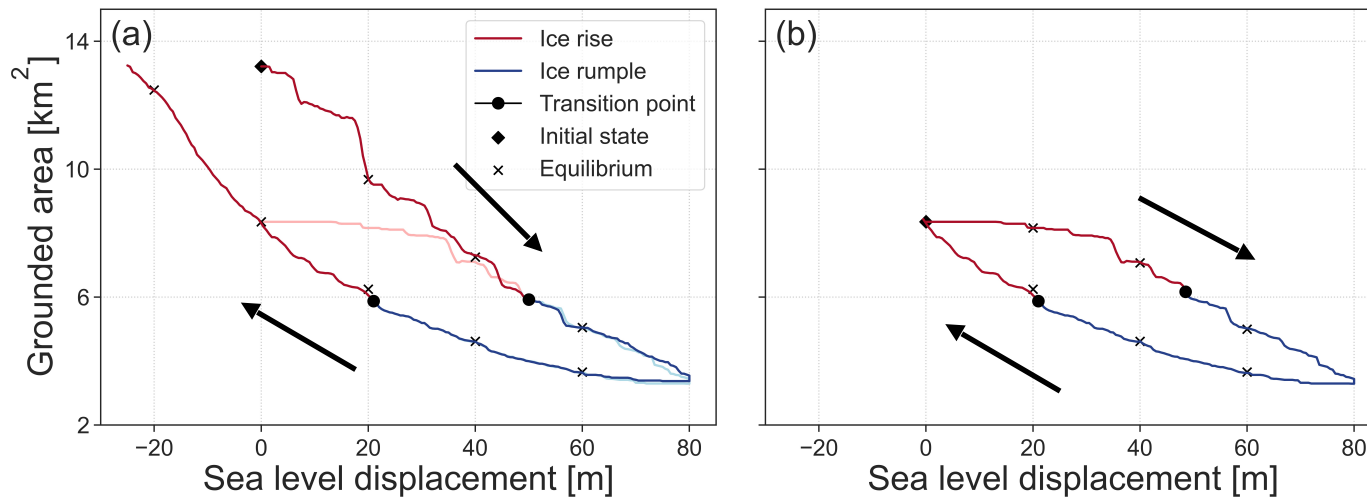 (a)
Ice rise
Ice rumple
Transition point
Initial state
Equilibrium
Grounded area [km²]
14
10
6
2
−20 0 20 40 60 80
Sea level displacement [m]
(b)
−20 0 20 40 60 80
Sea level displacement [m]